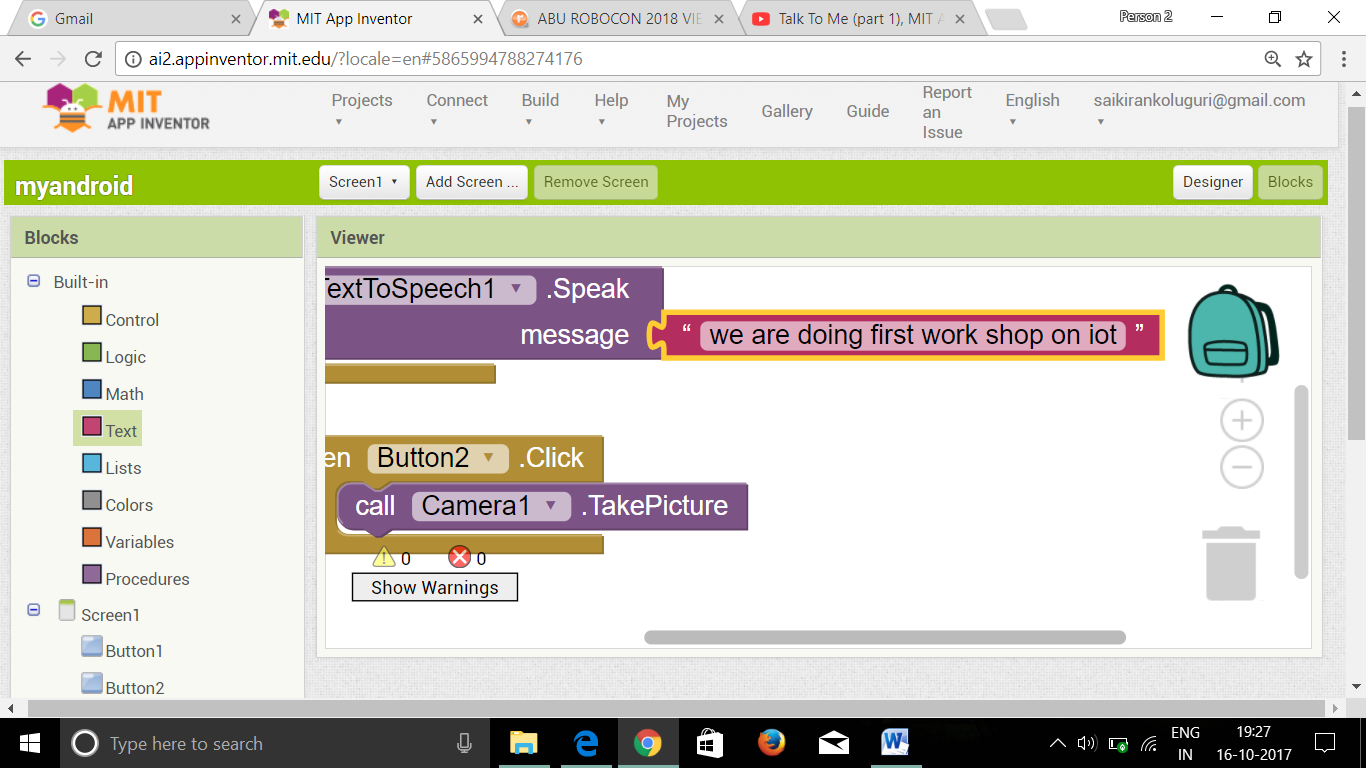 Gmail
MIT App Inventor
ABU ROBOCON 2018 VIE
Talk To Me (part 1), MIT A
Person 2
ai2.appinventor.mit.edu/?locale=en#5865994788274176
MIT
APP INVENTOR
Projects
Connect
Build
Help
My
Projects
Gallery
Guide
Report
an
Issue
English
saikirankoluguri@gmail.com
myandroid
Screen1
Add Screen ...
Remove Screen
Designer
Blocks
Blocks
Viewer
Built-in
Control
Logic
Math
Text
Lists
Colors
Variables
Procedures
Screen1
Button1
Button2
TextToSpeech1 .Speak
message “ we are doing first work shop on iot ”
en Button2 .Click
call Camera1 .TakePicture
0 0
Show Warnings
Type here to search
ENG
IN
19:27
16-10-2017